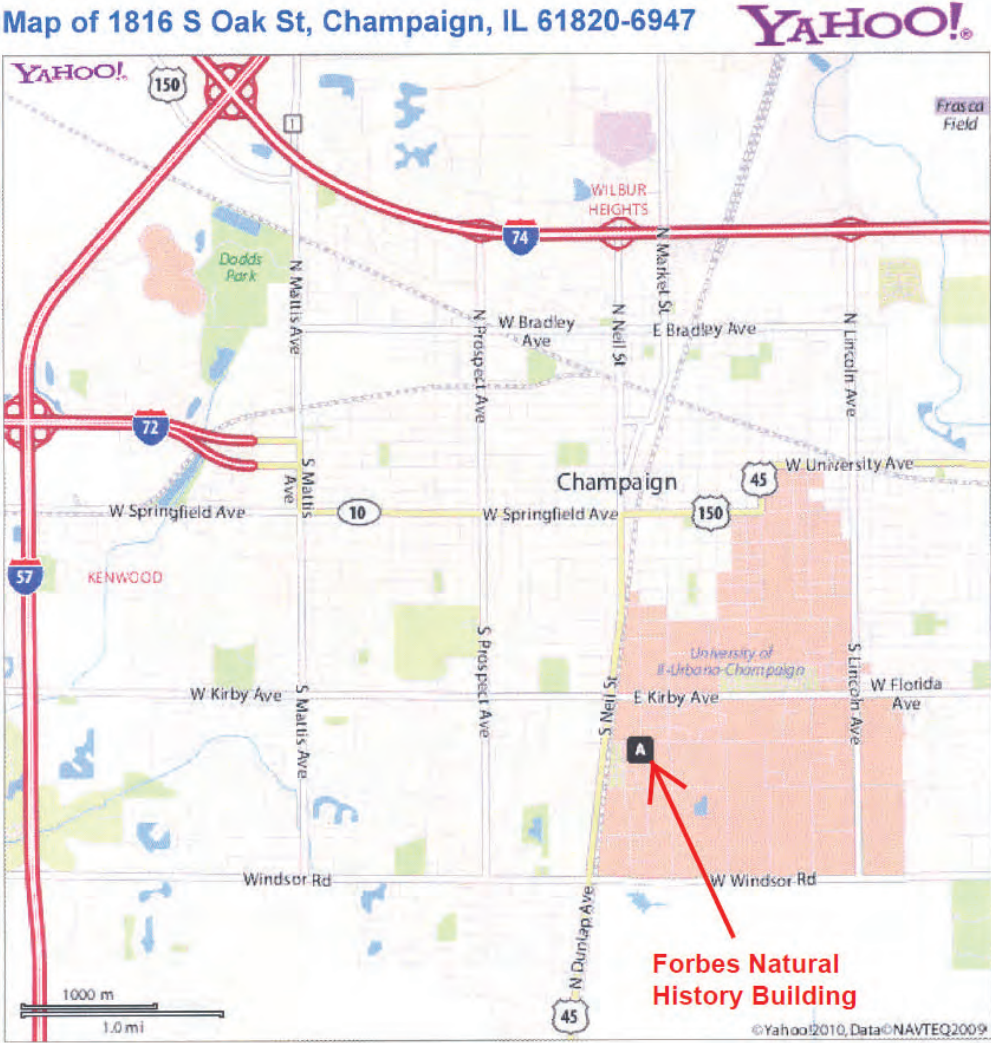 Map of 1816 S Oak St, Champaign, IL 61820-6947
YAHOO!®
YAHOO!
150
1
Frasca
Field
WILBUR
HEIGHTS
74
Dodds
Park
N Mattis Ave
N Market St
W Bradley
Ave
E Bradley Ave
N Prospect Ave
N Neil St
N Lincoln Ave
72
S Mattis
Ave
Champaign
45
W University Ave
W Springfield Ave
10
W Springfield Ave
150
57
KENWOOD
S Prospect Ave
University of
Il-Urbana-Champaign
S Lincoln Ave
W Kirby Ave
S Mattis Ave
S Neil St
E Kirby Ave
W Florida
Ave
A
Windsor Rd
W Windsor Rd
N Dunlap Ave
Forbes Natural
History Building
1000 m
1.0 mi
45
©Yahoo!2010, Data©NAVTEQ2009